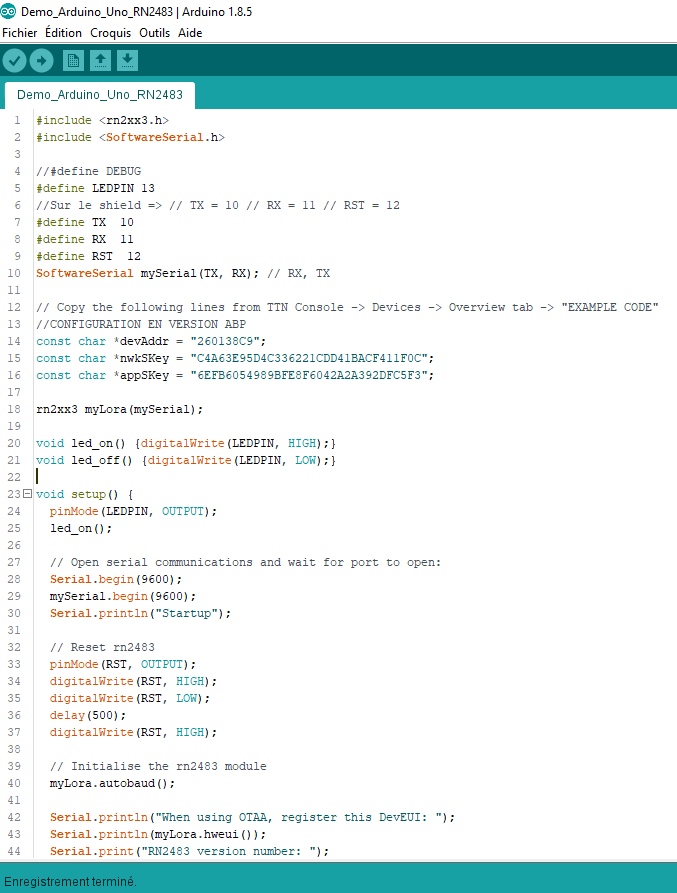 Demo_Arduino_Uno_RN2483 | Arduino 1.8.5
Fichier Édition Croquis Outils Aide
Demo_Arduino_Uno_RN2483
1 #include <rn2xx3.h>
2 #include <SoftwareSerial.h>
3
4 //#define DEBUG
5 #define LEDPIN 13
6 //Sur le shield => // TX = 10 // RX = 11 // RST = 12
7 #define TX  10
8 #define RX  11
9 #define RST  12
10 SoftwareSerial mySerial(TX, RX); // RX, TX
11
12 // Copy the following lines from TTN Console -> Devices -> Overview tab -> "EXAMPLE CODE"
13 //CONFIGURATION EN VERSION ABP
14 const char *devAddr = "260138C9";
15 const char *nwkSKey = "C4A63E95D4C336221CDD41BACF411F0C";
16 const char *appSKey = "6EFB6054989BFE8F6042A2A392DFC5F3";
17
18 rn2xx3 myLora(mySerial);
19
20 void led_on() {digitalWrite(LEDPIN, HIGH);}
21 void led_off() {digitalWrite(LEDPIN, LOW);}
22
23 void setup() {
24   pinMode(LEDPIN, OUTPUT);
25   led_on();
26
27   // Open serial communications and wait for port to open:
28   Serial.begin(9600);
29   mySerial.begin(9600);
30   Serial.println("Startup");
31
32   // Reset rn2483
33   pinMode(RST, OUTPUT);
34   digitalWrite(RST, HIGH);
35   digitalWrite(RST, LOW);
36   delay(500);
37   digitalWrite(RST, HIGH);
38
39   // Initialise the rn2483 module
40   myLora.autobaud();
41
42   Serial.println("When using OTAA, register this DevEUI: ");
43   Serial.println(myLora.hweui());
44   Serial.print("RN2483 version number: ");
Enregistrement terminé.